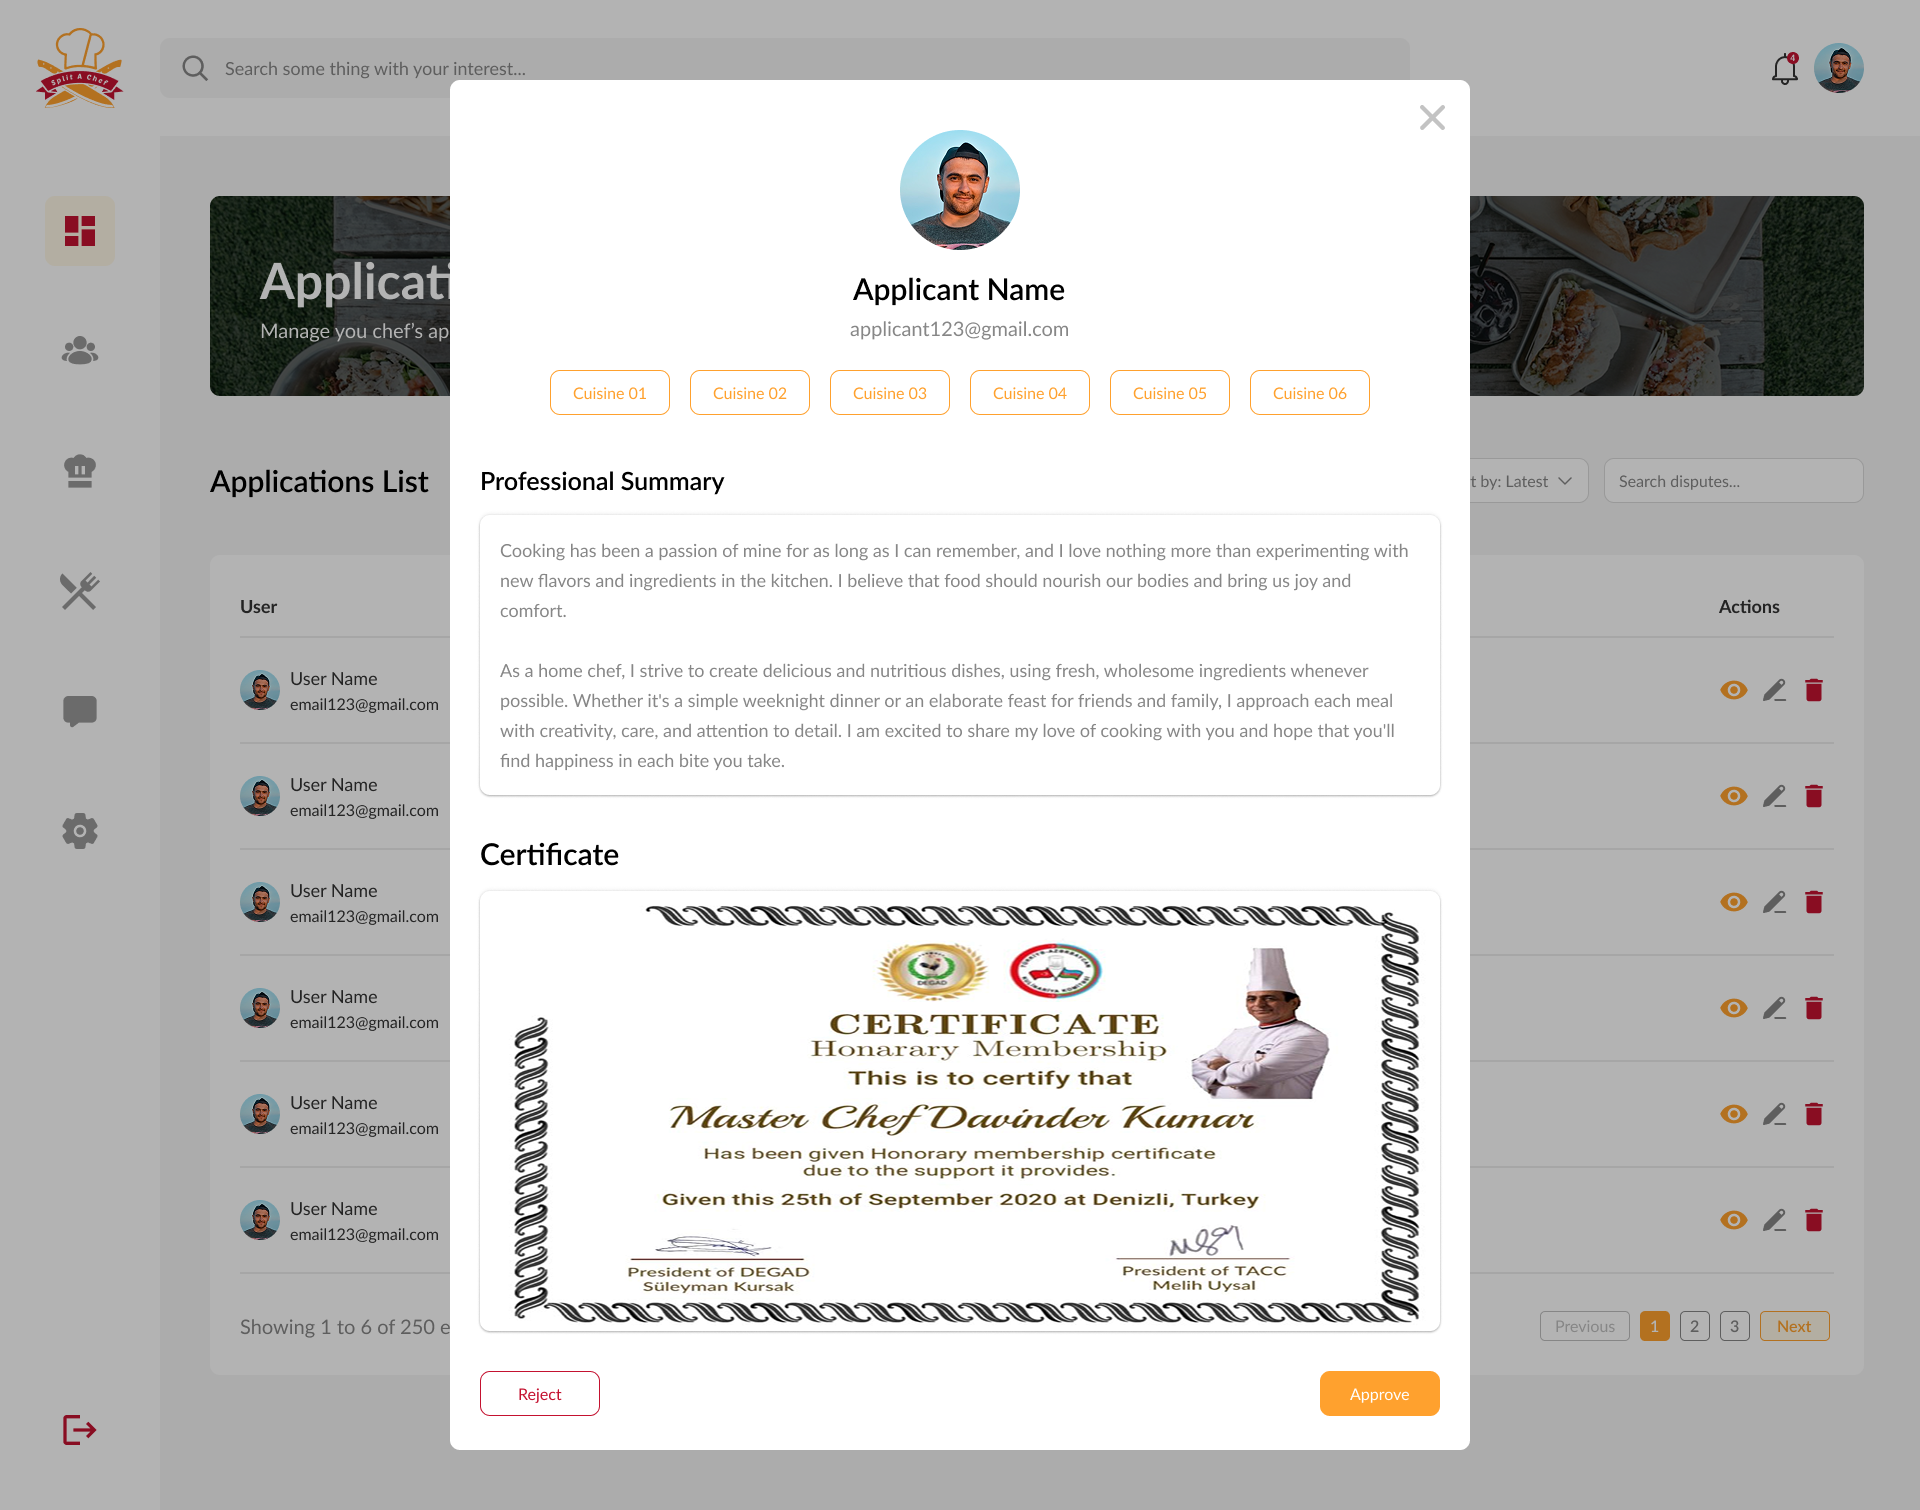 Split A Chef
Search some thing with your interest...
4
Applicati
Manage you chef's ap
Applicant Name
applicant123@gmail.com
Cuisine 01
Cuisine 02
Cuisine 03
Cuisine 04
Cuisine 05
Cuisine 06
Applications List
t by: Latest
Search disputes...
Professional Summary
Cooking has been a passion of mine for as long as I can remember, and I love nothing more than experimenting with
new flavors and ingredients in the kitchen. I believe that food should nourish our bodies and bring us joy and
comfort.
As a home chef, I strive to create delicious and nutritious dishes, using fresh, wholesome ingredients whenever
possible. Whether it's a simple weeknight dinner or an elaborate feast for friends and family, I approach each meal
with creativity, care, and attention to detail. I am excited to share my love of cooking with you and hope that you'll
find happiness in each bite you take.
User
Actions
User Name
email123@gmail.com
User Name
email123@gmail.com
User Name
email123@gmail.com
User Name
email123@gmail.com
User Name
email123@gmail.com
User Name
email123@gmail.com
Certificate
DEGAD
CERTIFICATE
Honarary Membership
This is to certify that
Master Chef Davinder Kumar
Has been given Honorary membership certificate
due to the support it provides.
Given this 25th of September 2020 at Denizli, Turkey
President of DEGAD
Süleyman Kursak
President of TACC
Melih Uysal
Showing 1 to 6 of 250 e
Previous
1
2
3
Next
Reject
Approve